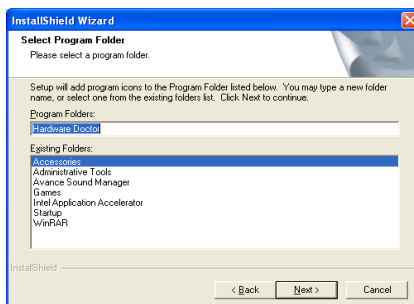 InstallShield Wizard
Select Program Folder
Please select a program folder.
Setup will add program icons to the Program Folder listed below. You may type a new folder
name, or select one from the existing folders list. Click Next to continue.
Program Folders:
Hardware Doctor
Existing Folders:
Accessories
Administrative Tools
Avance Sound Manager
Games
Intel Application Accelerator
Startup
WinRAR
InstallShield
< Back
Next >
Cancel